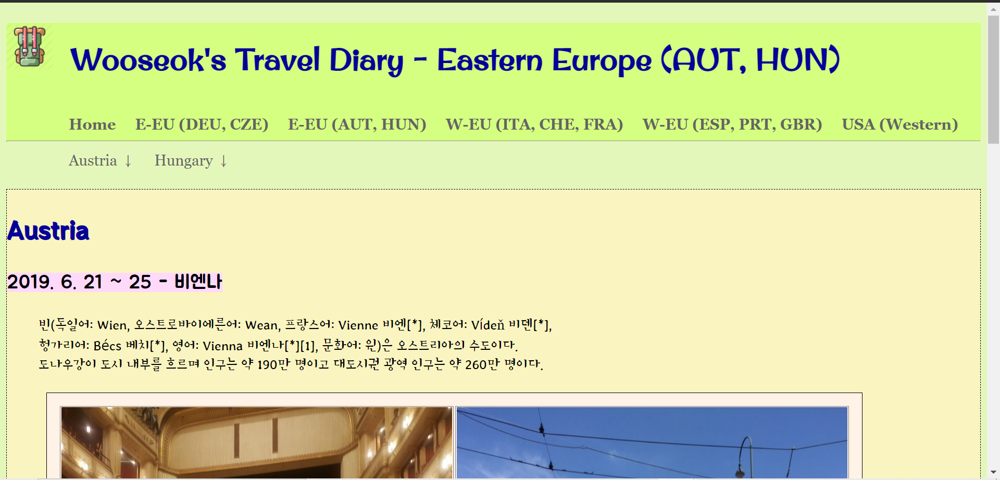 Wooseok's Travel Diary - Eastern Europe (AUT, HUN)
Home E-EU (DEU, CZE) E-EU (AUT, HUN) W-EU (ITA, CHE, FRA) W-EU (ESP, PRT, GBR) USA (Western)
Austria ↓ Hungary ↓
Austria
2019. 6. 21 ~ 25 - 비엔나
빈(독일어: Wien, 오스트로바이에른어: Wean, 프랑스어: Vienne 비엔[*], 체코어: Vídeň 비덴[*],
헝가리어: Bécs 베치[*], 영어: Vienna 비엔나[*][1], 문화어: 윈)은 오스트리아의 수도이다.
도나우강이 도시 내부를 흐르며 인구는 약 190만 명이고 대도시권 광역 인구는 약 260만 명이다.